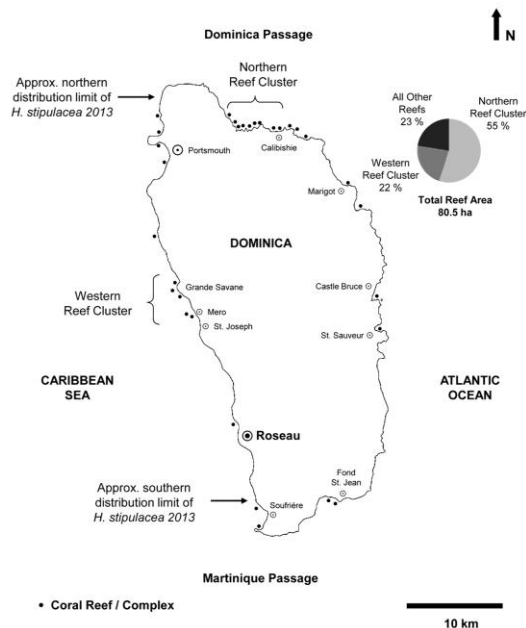 N
Dominica Passage
Northern
Reef Cluster
Approx. northern
distribution limit of
H. stipulacea 2013
All Other
Reefs
23 %
Northern
Reef Cluster
55 %
Western
Reef Cluster
22 %
Total Reef Area
80.5 ha
Portsmouth
Calibishie
Marigot
DOMINICA
Western
Reef Cluster
Grande Savane
Mero
St. Joseph
Castle Bruce
St. Sauveur
CARIBBEAN
SEA
ATLANTIC
OCEAN
Roseau
Approx. southern
distribution limit of
H. stipulacea 2013
Soufrière
Fond
St. Jean
Martinique Passage
Coral Reef / Complex
10 km